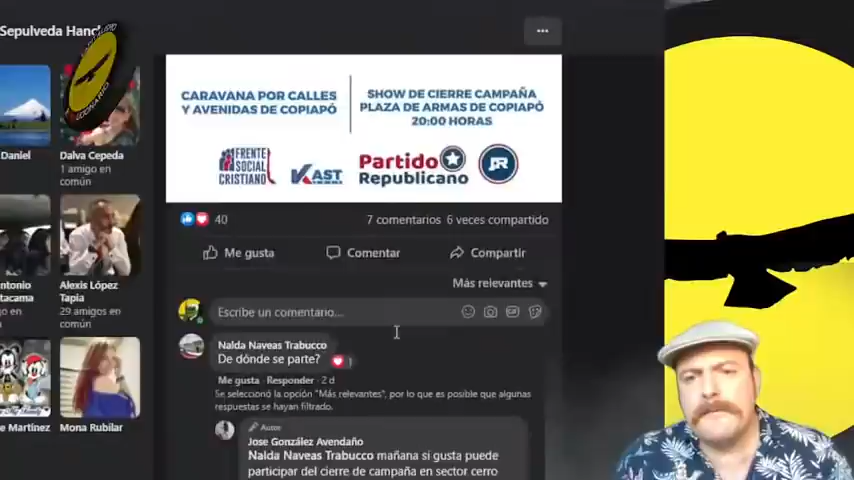 Sepulveda Hand
CARAVANA POR CALLES
Y AVENIDAS DE COPIAPÓ
SHOW DE CIERRE CAMPAÑA
PLAZA DE ARMAS DE COPIAPÓ
20:00 HORAS
FRENTE
SOCIAL
CRISTIANO
KAST
Partido
Republicano
JR
40
7 comentarios 6 veces compartido
Me gusta
Comentar
Compartir
Más relevantes
Escribe un comentario...
Nalda Naveas Trabucco
De dónde se parte?
1
Me gusta · Responder · 2 d
Se seleccionó la opción "Más relevantes", por lo que es posible que algunas
respuestas se hayan filtrado.
Autor
Jose González Avendaño
Nalda Naveas Trabucco mañana si gusta puede
participar del cierre de campaña en sector cerro
Daniel
Dalva Cepeda
1 amigo en
común
ntonio
tacama
Alexis López
Tapia
29 amigos en
común
e Martínez
Mona Rubilar